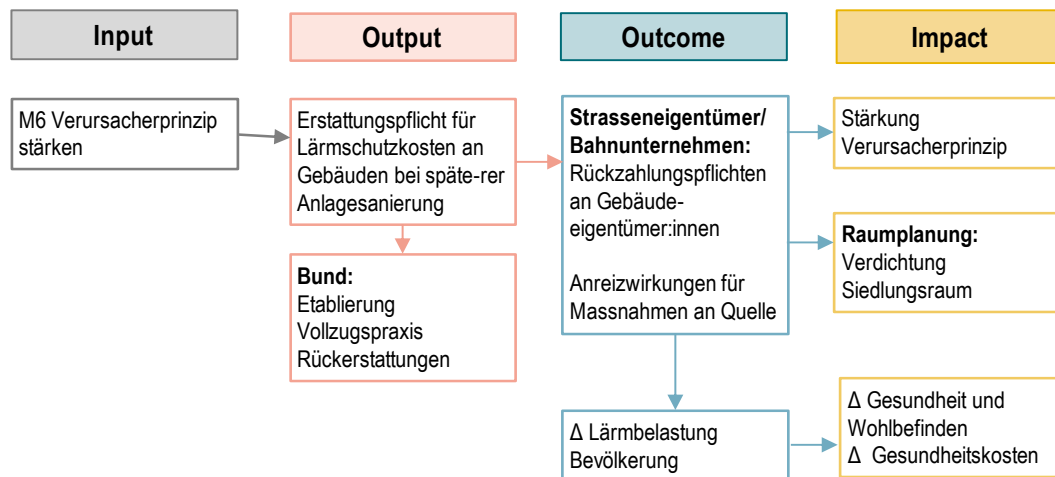 Input
Output
Outcome
Impact
M6 Verursacherprinzip
stärken
Erstattungspflicht für
Lärmschutzkosten an
Gebäuden bei späte-rer
Anlagesanierung
Bund:
Etablierung
Vollzugspraxis
Rückerstattungen
Strasseneigentümer/
Bahnunternehmen:
Rückzahlungspflichten
an Gebäude-
eigentümer:innen
Anreizwirkungen für
Massnahmen an Quelle
Δ Lärmbelastung
Bevölkerung
Stärkung
Verursacherprinzip
Raumplanung:
Verdichtung
Siedlungsraum
Δ Gesundheit und
Wohlbefinden
Δ Gesundheitskosten